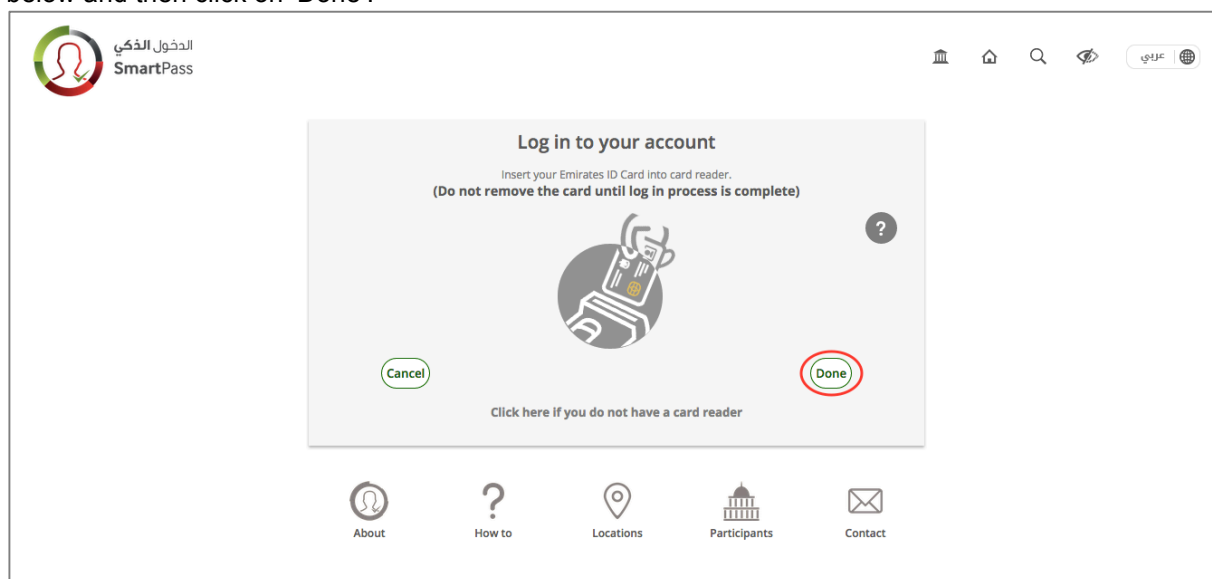 below and then click on 'Done'.
الدخول الذكي
SmartPass
عربي
Log in to your account
Insert your Emirates ID Card into card reader.
(Do not remove the card until log in process is complete)
?
Cancel
Done
Click here if you do not have a card reader
About
How to
Locations
Participants
Contact